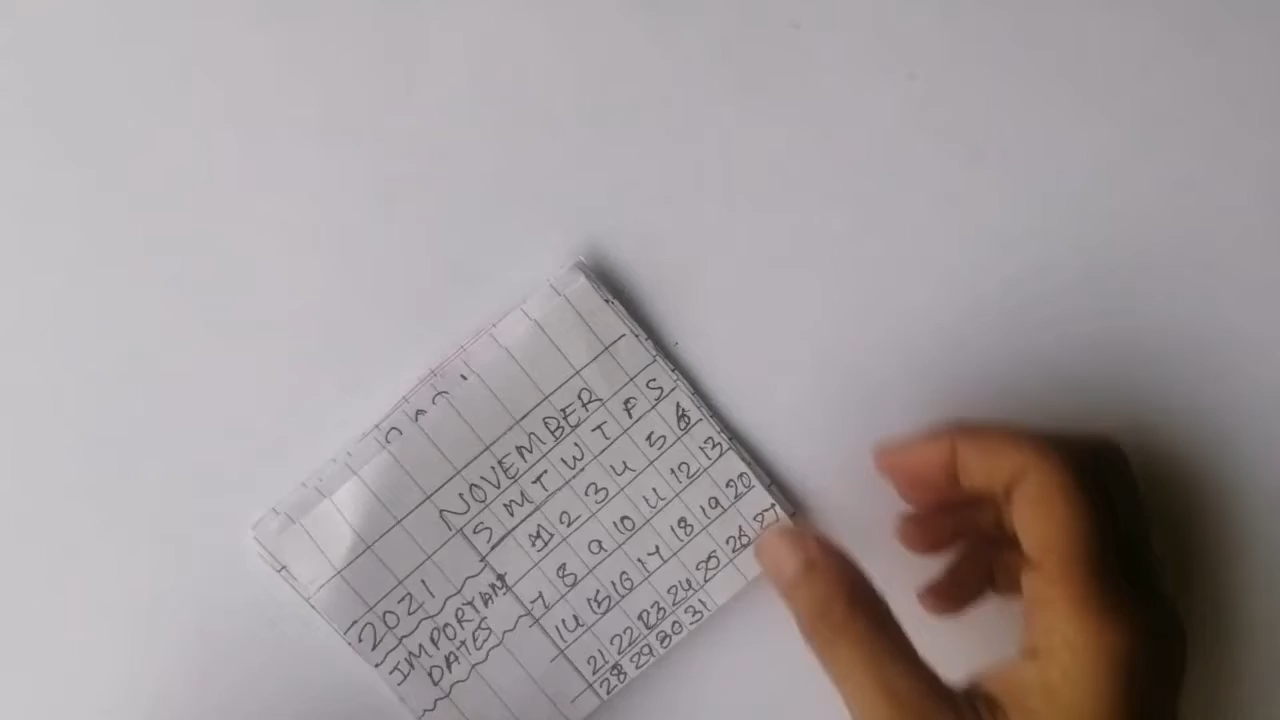 NOVEMBER
S M T W T F S
1 2 3 4 5 6
7 8 9 10 11 12 13
14 15 16 17 18 19 20
21 22 23 24 25 26 27
28 29 30 31
2021
IMPORTAN
DATES